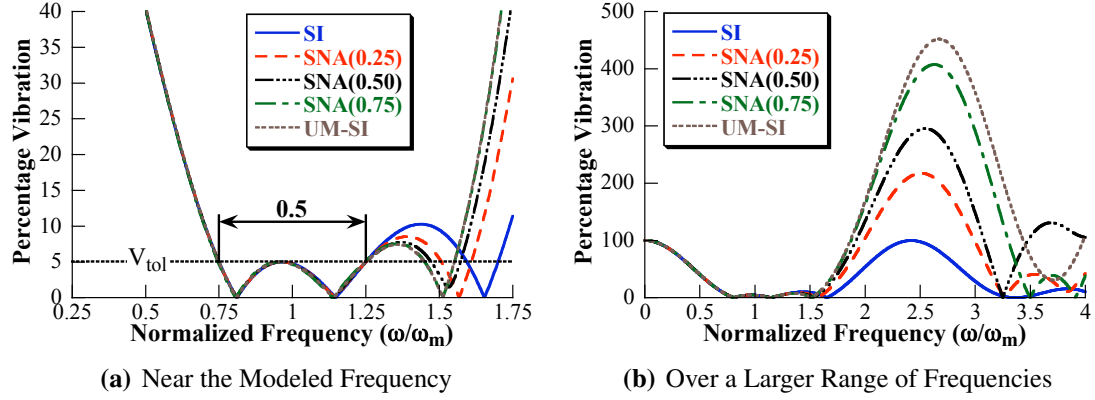 Percentage Vibration
40
35
30
25
20
15
10
5
0
SI
SNA(0.25)
SNA(0.50)
SNA(0.75)
UM-SI
0.5
V_tol
0.25 0.5 0.75 1 1.25 1.5 1.75
Normalized Frequency (ω/ω_m)
(a) Near the Modeled Frequency
Percentage Vibration
500
400
300
200
100
0
SI
SNA(0.25)
SNA(0.50)
SNA(0.75)
UM-SI
0 0.5 1 1.5 2 2.5 3 3.5 4
Normalized Frequency (ω/ω_m)
(b) Over a Larger Range of Frequencies